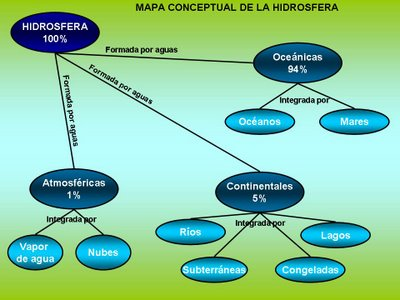 MAPA CONCEPTUAL DE LA HIDROSFERA
HIDROSFERA
100%
Formada por aguas
Oceánicas
94%
Integrada por
Océanos
Mares
Formada por aguas
Formada por aguas
Atmosféricas
1%
Integrada por
Vapor
de agua
Nubes
Continentales
5%
Integrada por
Ríos
Lagos
Subterráneas
Congeladas